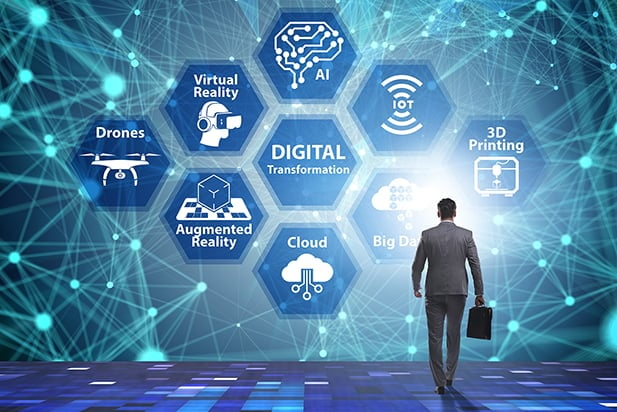 AI
Virtual
Reality
IOT
Drones
DIGITAL
Transformation
3D
Printing
Augmented
Reality
Cloud
Big Da